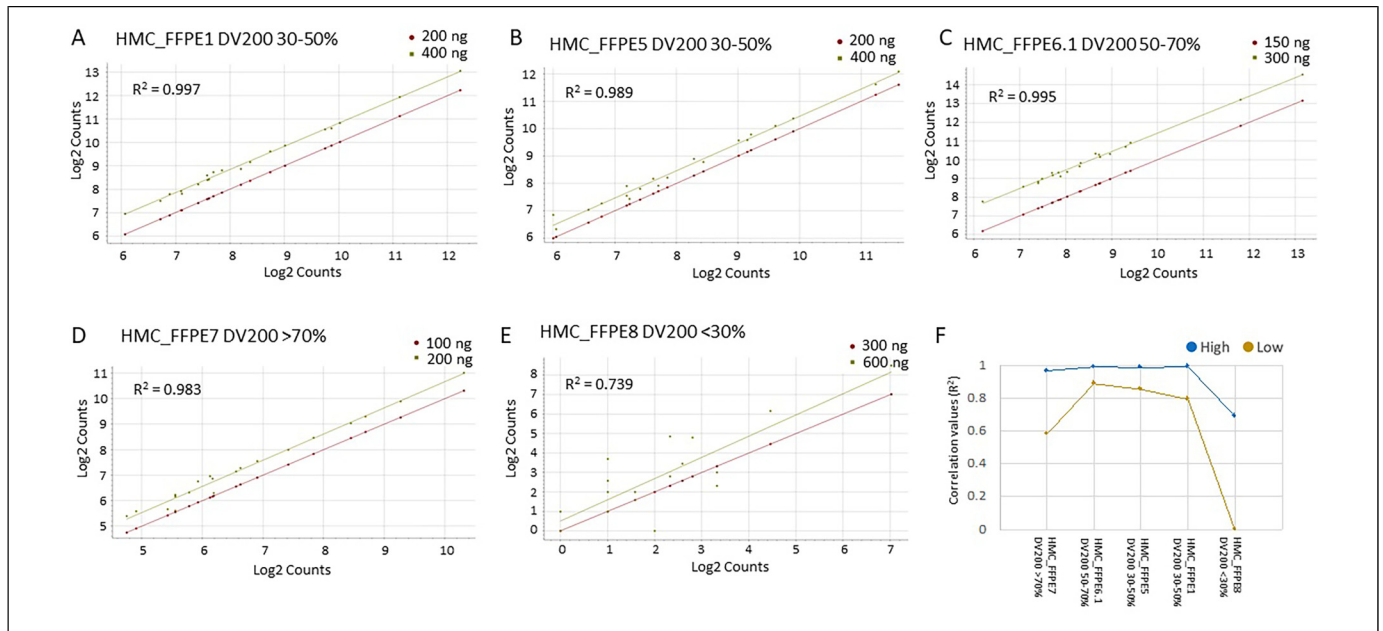 A HMC_FFPE1 DV200 30-50%
200 ng
400 ng
R² = 0.997
Log2 Counts
13
12
11
10
9
8
7
6
6 7 8 9 10 11 12
Log2 Counts
B HMC_FFPE5 DV200 30-50%
200 ng
400 ng
R² = 0.989
Log2 Counts
12
11
10
9
8
7
6
6 7 8 9 10 11
Log2 Counts
C HMC_FFPE6.1 DV200 50-70%
150 ng
300 ng
R² = 0.995
Log2 Counts
14
13
12
11
10
9
8
7
6
6 7 8 9 10 11 12 13
Log2 Counts
D HMC_FFPE7 DV200 >70%
100 ng
200 ng
R² = 0.983
Log2 Counts
11
10
9
8
7
6
5
5 6 7 8 9 10
Log2 Counts
E HMC_FFPE8 DV200 <30%
300 ng
600 ng
R² = 0.739
Log2 Counts
8
7
6
5
4
3
2
1
0
0 1 2 3 4 5 6 7
Log2 Counts
F
High Low
Correlation values (R²)
1
0.8
0.6
0.4
0.2
0
HMC_FFPE7
DV200 >70%
HMC_FFPE6.1
DV200 50-70%
HMC_FFPE5
DV200 30-50%
HMC_FFPE1
DV200 30-50%
HMC_FFPE8
DV200 <30%